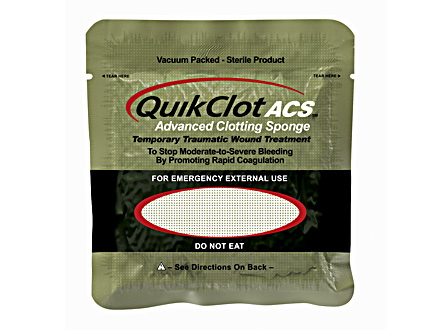 Vacuum Packed - Sterile Product
◄ TEAR HERE
TEAR HERE ►
QuikClot ACS™
Advanced Clotting Sponge
Temporary Traumatic Wound Treatment
To Stop Moderate-to-Severe Bleeding
By Promoting Rapid Coagulation
FOR EMERGENCY EXTERNAL USE
DO NOT EAT
– See Directions On Back –